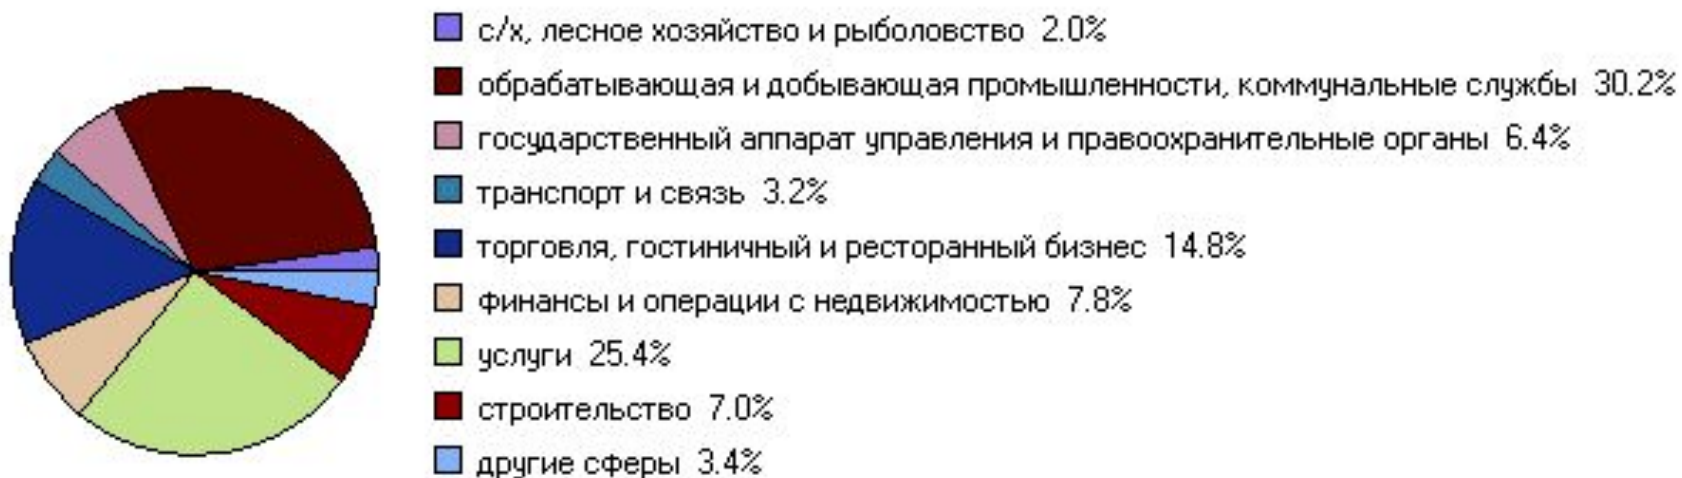 с/х, лесное хозяйство и рыболовство 2.0%
обрабатывающая и добывающая промышленности, коммунальные службы 30.2%
государственный аппарат управления и правоохранительные органы 6.4%
транспорт и связь 3.2%
торговля, гостиничный и ресторанный бизнес 14.8%
финансы и операции с недвижимостью 7.8%
услуги 25.4%
строительство 7.0%
другие сферы 3.4%